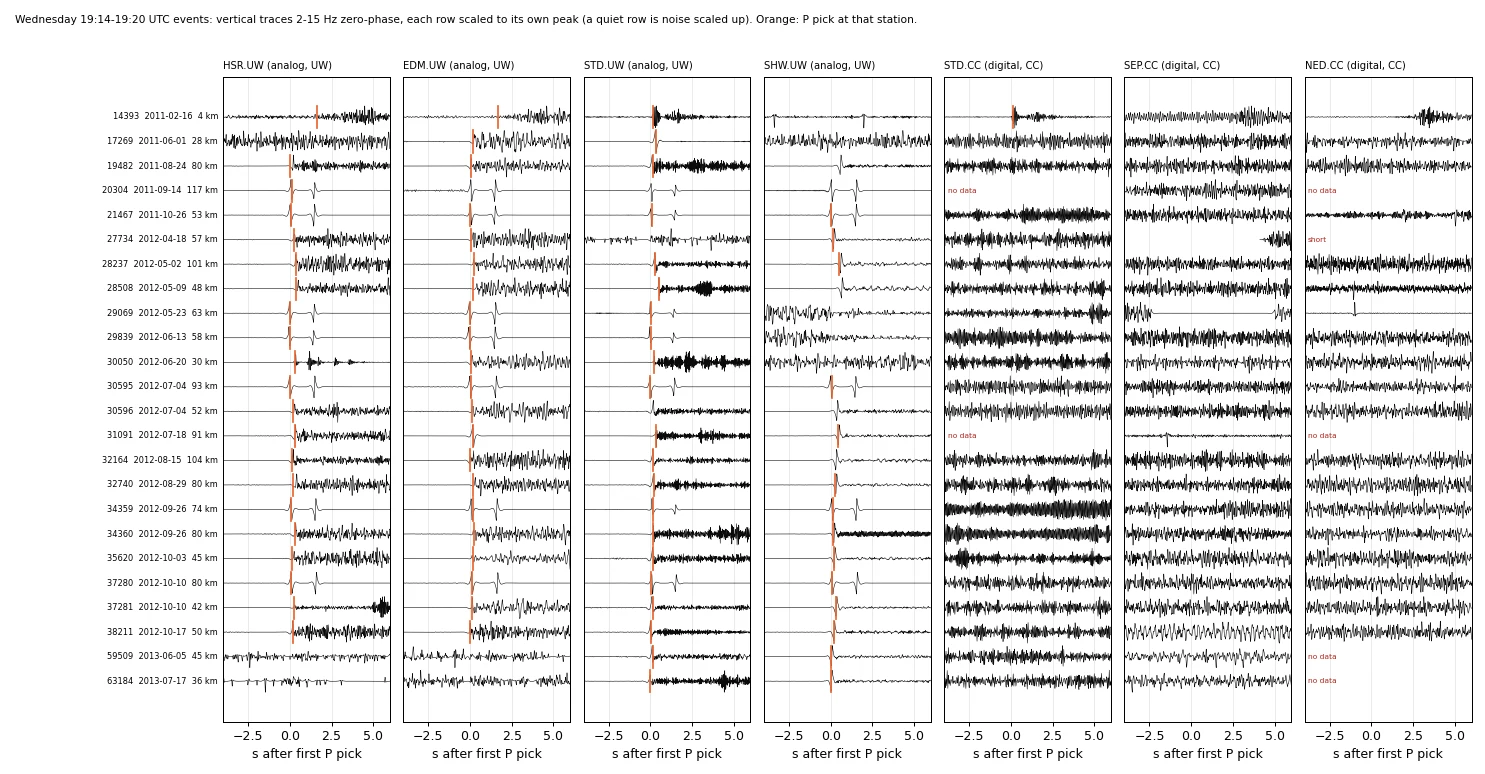 Wednesday 19:14-19:20 UTC events: vertical traces 2-15 Hz zero-phase, each row scaled to its own peak (a quiet row is noise scaled up). Orange: P pick at that station.
HSR.UW (analog, UW) EDM.UW (analog, UW) STD.UW (analog, UW) SHW.UW (analog, UW) STD.CC (digital, CC) SEP.CC (digital, CC) NED.CC (digital, CC)
14393 2011-02-16 4 km
17269 2011-06-01 28 km
19482 2011-08-24 80 km
20304 2011-09-14 117 km no data no data
21467 2011-10-26 53 km
27734 2012-04-18 57 km short
28237 2012-05-02 101 km
28508 2012-05-09 48 km
29069 2012-05-23 63 km
29839 2012-06-13 58 km
30050 2012-06-20 30 km
30595 2012-07-04 93 km
30596 2012-07-04 52 km
31091 2012-07-18 91 km no data no data
32164 2012-08-15 104 km
32740 2012-08-29 80 km
34359 2012-09-26 74 km
34360 2012-09-26 80 km
35620 2012-10-03 45 km
37280 2012-10-10 80 km
37281 2012-10-10 42 km
38211 2012-10-17 50 km
59509 2013-06-05 45 km no data
63184 2013-07-17 36 km no data
−2.5 0.0 2.5 5.0 −2.5 0.0 2.5 5.0 −2.5 0.0 2.5 5.0 −2.5 0.0 2.5 5.0 −2.5 0.0 2.5 5.0 −2.5 0.0 2.5 5.0 −2.5 0.0 2.5 5.0
s after first P pick s after first P pick s after first P pick s after first P pick s after first P pick s after first P pick s after first P pick